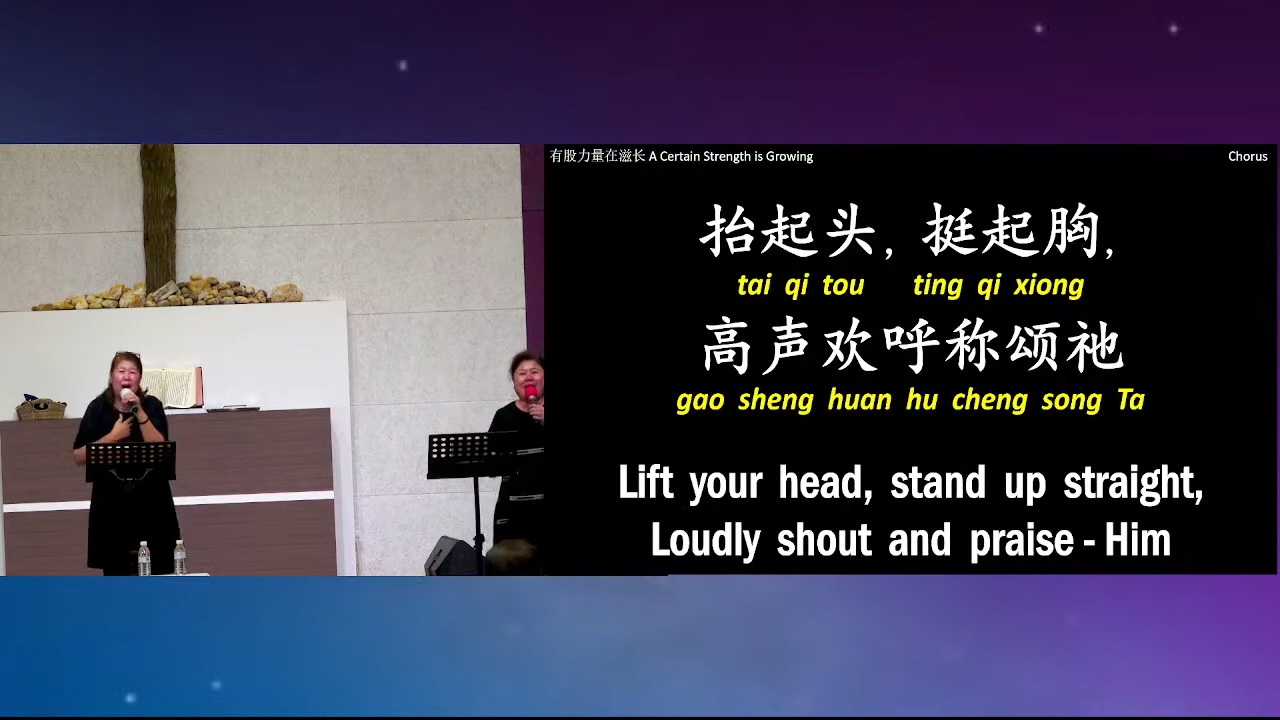 有股力量在滋长 A Certain Strength is Growing
Chorus
抬起头, 挺起胸,
tai qi tou ting qi xiong
高声欢呼称颂祂
gao sheng huan hu cheng song Ta
Lift your head, stand up straight,
Loudly shout and praise - Him